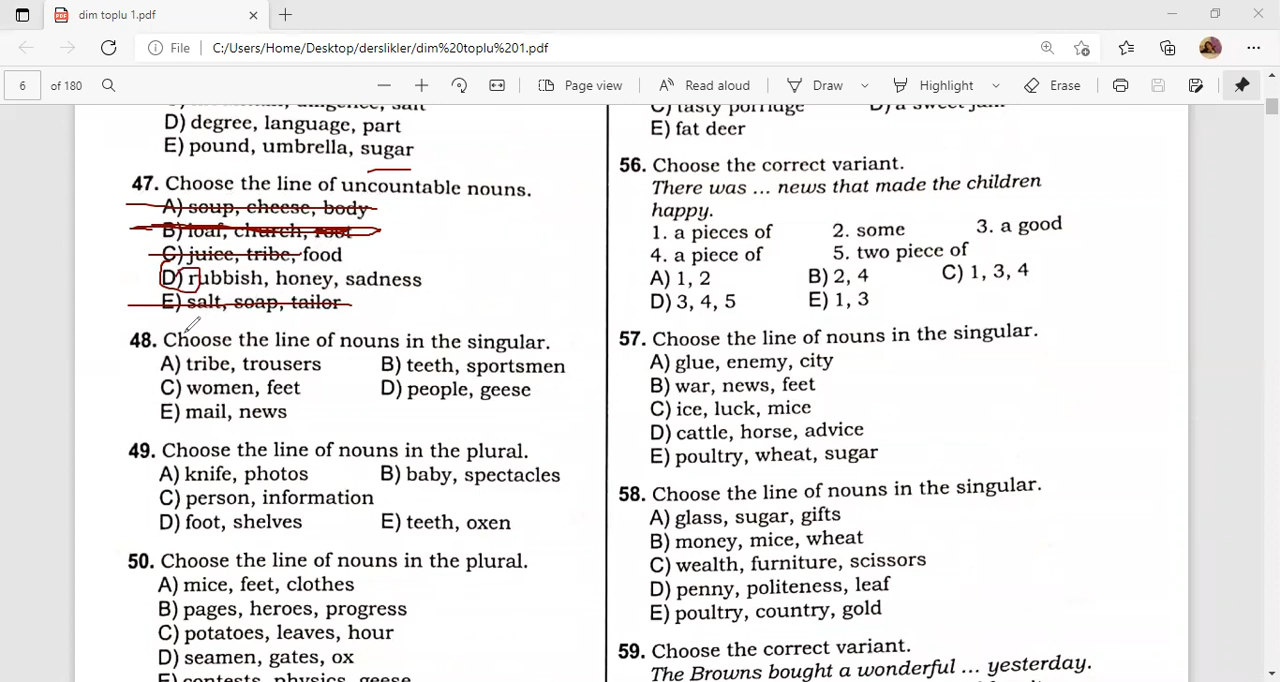 dim toplu 1.pdf
File
C:/Users/Home/Desktop/derslikler/dim%20toplu%201.pdf
6 of 180
Page view
Read aloud
Draw
Highlight
Erase
D) degree, language, part
E) pound, umbrella, sugar
47. Choose the line of uncountable nouns.
A) soup, cheese, body
B) loaf, church, roof
C) juice, tribe, food
D) rubbish, honey, sadness
E) salt, soap, tailor
48. Choose the line of nouns in the singular.
A) tribe, trousers B) teeth, sportsmen
C) women, feet D) people, geese
E) mail, news
49. Choose the line of nouns in the plural.
A) knife, photos B) baby, spectacles
C) person, information
D) foot, shelves E) teeth, oxen
50. Choose the line of nouns in the plural.
A) mice, feet, clothes
B) pages, heroes, progress
C) potatoes, leaves, hour
D) seamen, gates, ox
E) contests, physics, geese
C) tasty porridge D) a sweet jam
E) fat deer
56. Choose the correct variant.
There was ... news that made the children
happy.
1. a pieces of 2. some 3. a good
4. a piece of 5. two piece of
A) 1, 2 B) 2, 4 C) 1, 3, 4
D) 3, 4, 5 E) 1, 3
57. Choose the line of nouns in the singular.
A) glue, enemy, city
B) war, news, feet
C) ice, luck, mice
D) cattle, horse, advice
E) poultry, wheat, sugar
58. Choose the line of nouns in the singular.
A) glass, sugar, gifts
B) money, mice, wheat
C) wealth, furniture, scissors
D) penny, politeness, leaf
E) poultry, country, gold
59. Choose the correct variant.
The Browns bought a wonderful ... yesterday.